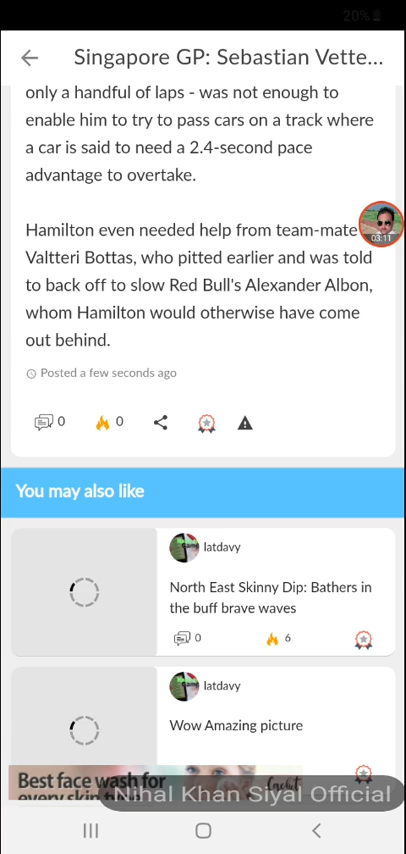 20%
Singapore GP: Sebastian Vette...
only a handful of laps - was not enough to
enable him to try to pass cars on a track where
a car is said to need a 2.4-second pace
advantage to overtake.
Hamilton even needed help from team-mate
03:11
Valtteri Bottas, who pitted earlier and was told
to back off to slow Red Bull's Alexander Albon,
whom Hamilton would otherwise have come
out behind.
Posted a few seconds ago
0
0
You may also like
latdavy
North East Skinny Dip: Bathers in
the buff brave waves
0
6
latdavy
Wow Amazing picture
Best face wash for
every skin
Nihal Khan Siyal Official